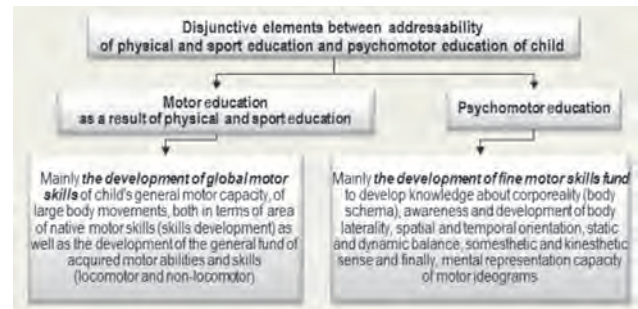 Disjunctive elements between addressability
of physical and sport education and psychomotor education of child
Motor education
as a result of physical and sport education
Psychomotor education
Mainly the development of global motor
skills of child's general motor capacity, of
large body movements, both in terms of area
of native motor skills (skills development) as
well as the development of the general fund of
acquired motor abilities and skills
(locomotor and non-locomotor)
Mainly the development of fine motor skills fund
to develop knowledge about corporeality (body
schema), awareness and development of body
laterality, spatial and temporal orientation, static
and dynamic balance, somesthetic and kinesthetic
sense and finally, mental representation capacity
of motor ideograms